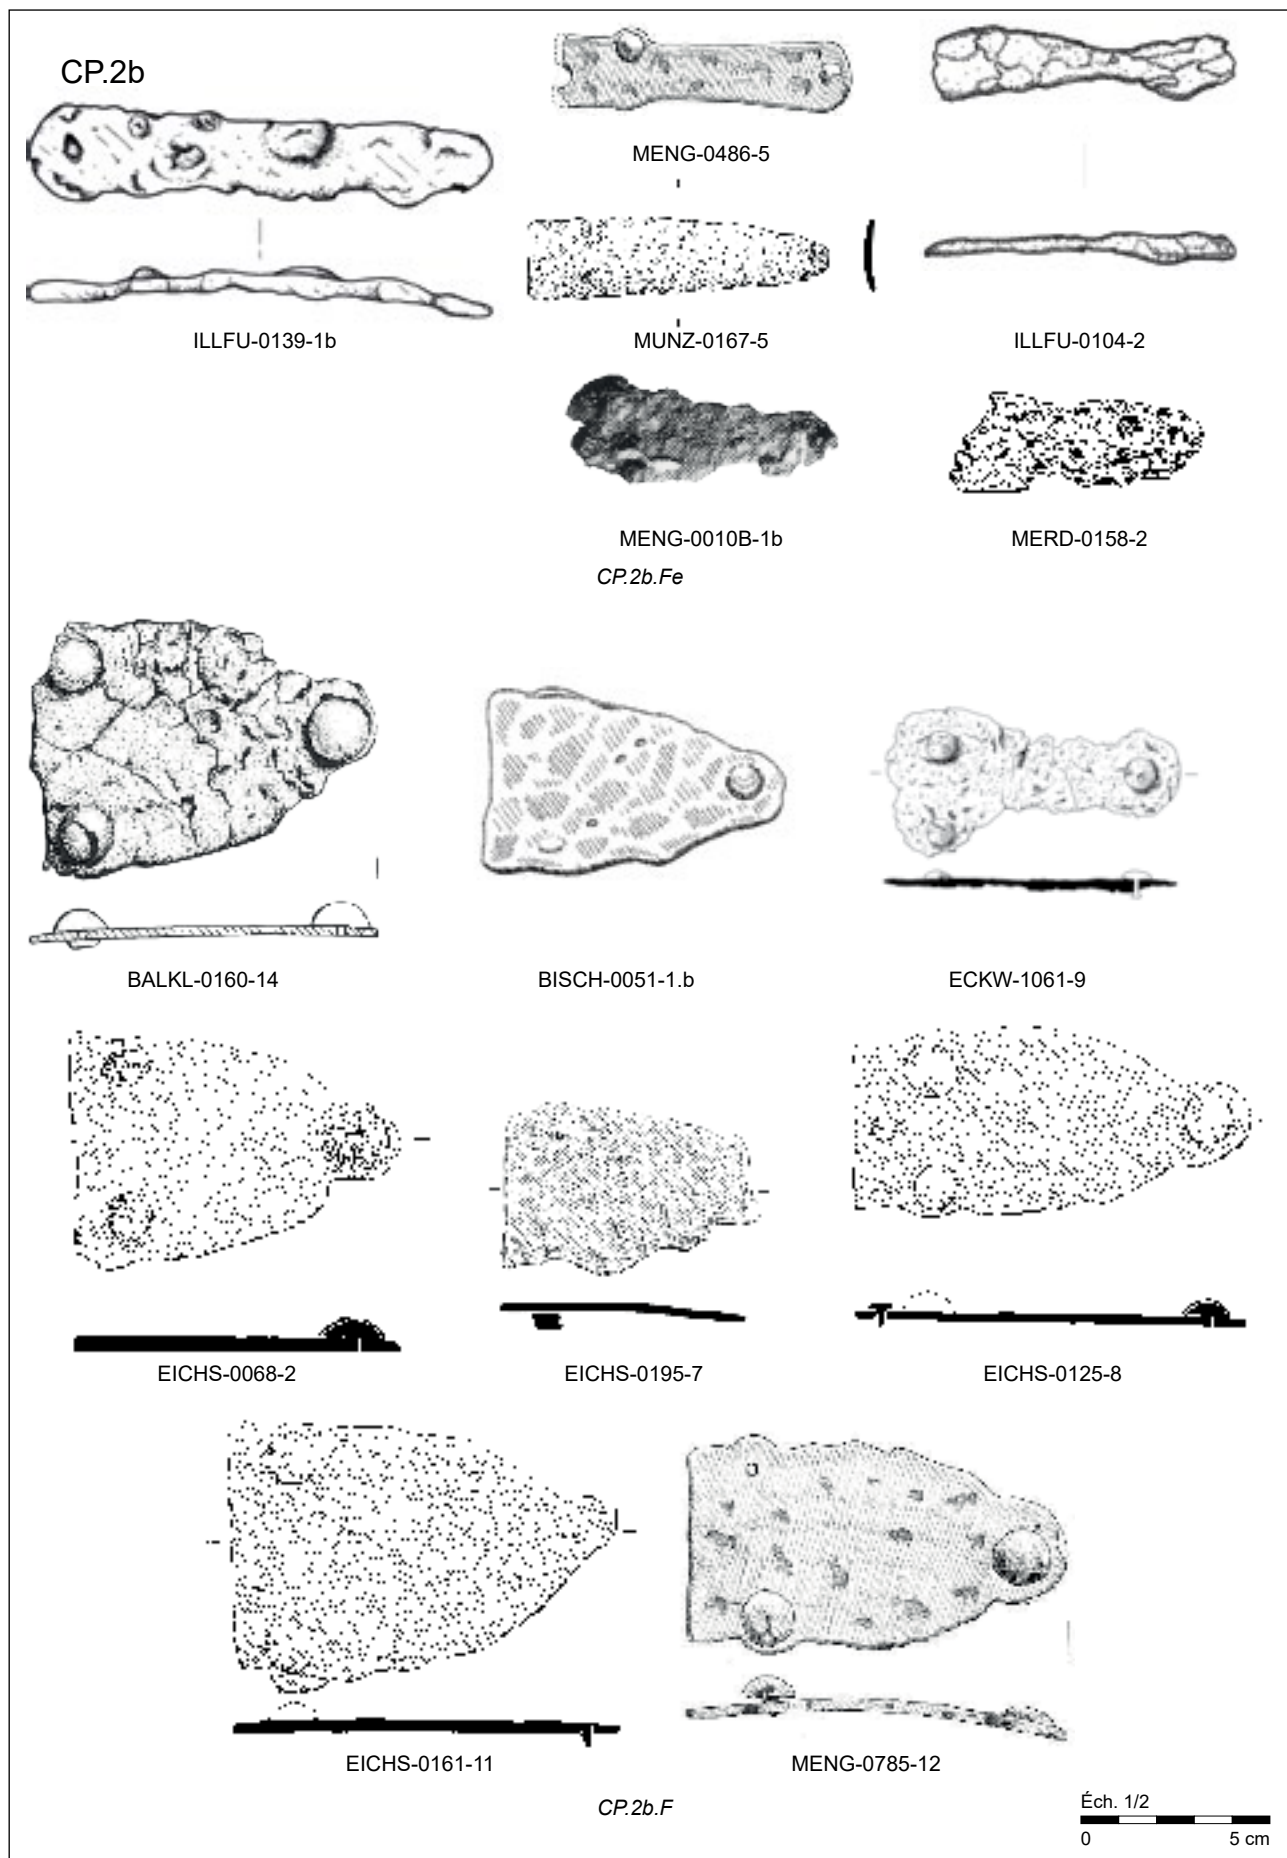 CP.2b
MENG-0486-5
ILLFU-0139-1b
MUNZ-0167-5
ILLFU-0104-2
MENG-0010B-1b
MERD-0158-2
CP.2b.Fe
BALKL-0160-14
BISCH-0051-1.b
ECKW-1061-9
EICHS-0068-2
EICHS-0195-7
EICHS-0125-8
EICHS-0161-11
MENG-0785-12
CP.2b.F
Éch. 1/2
0 5 cm